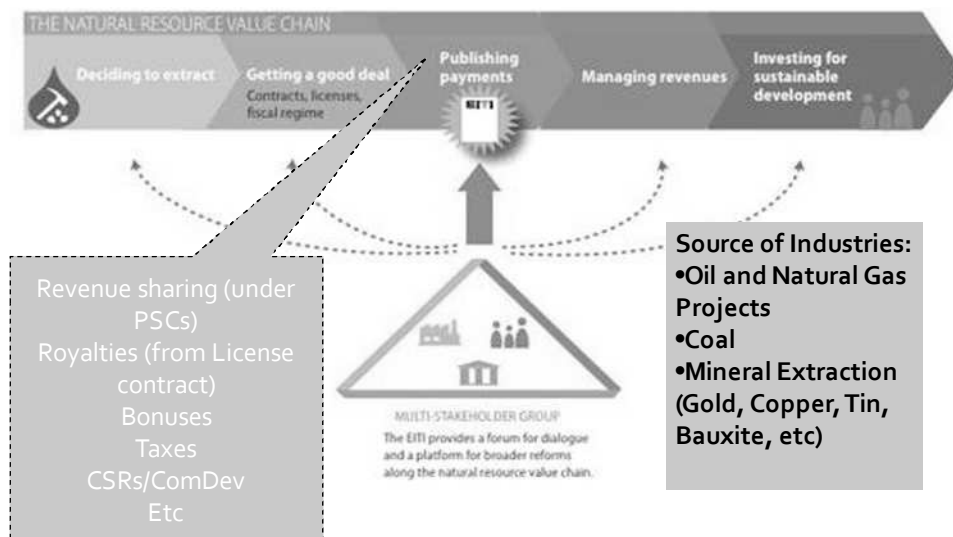 THE NATURAL RESOURCE VALUE CHAIN
Deciding to extract
Getting a good deal
Contracts, licenses,
fiscal regime
Publishing
payments
EITI
Managing revenues
Investing for
sustainable
development
Revenue sharing (under
PSCs)
Royalties (from License
contract)
Bonuses
Taxes
CSRs/ComDev
Etc
MULTI-STAKEHOLDER GROUP
The EITI provides a forum for dialogue
and a platform for broader reforms
along the natural resource value chain.
Source of Industries:
•Oil and Natural Gas
Projects
•Coal
•Mineral Extraction
(Gold, Copper, Tin,
Bauxite, etc)